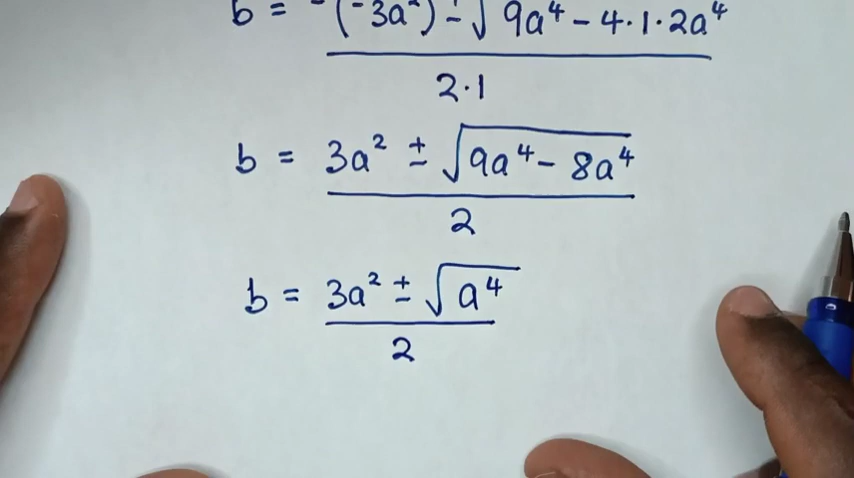 b = -(-3a²) ± √9a⁴ - 4·1·2a⁴
2·1
b = 3a² ± √9a⁴ - 8a⁴
2
b = 3a² ± √a⁴
2